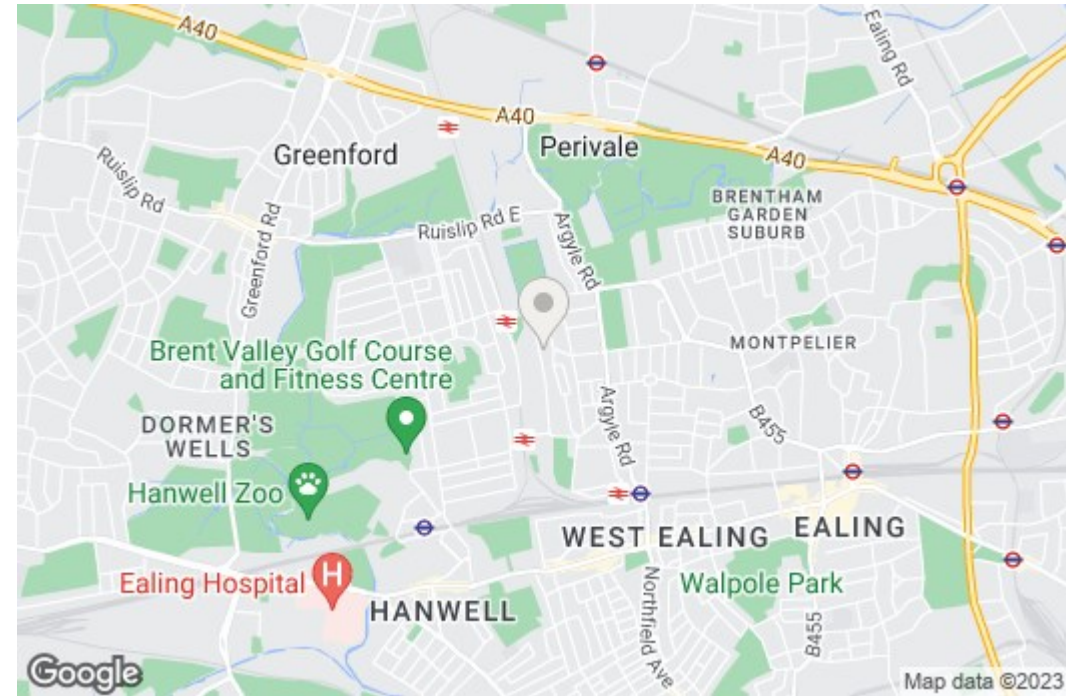 A40
Ealing Rd
A40
Greenford
Perivale
A40
Ruislip Rd
BRENTHAM
GARDEN
SUBURB
Ruislip Rd E
Argyle Rd
Greenford Rd
Brent Valley Golf Course
and Fitness Centre
MONTPELIER
DORMER'S
WELLS
Argyle Rd
B455
Hanwell Zoo
WEST EALING
EALING
Ealing Hospital
H
Walpole Park
HANWELL
Northfield Ave
B455
Google
Map data ©2023